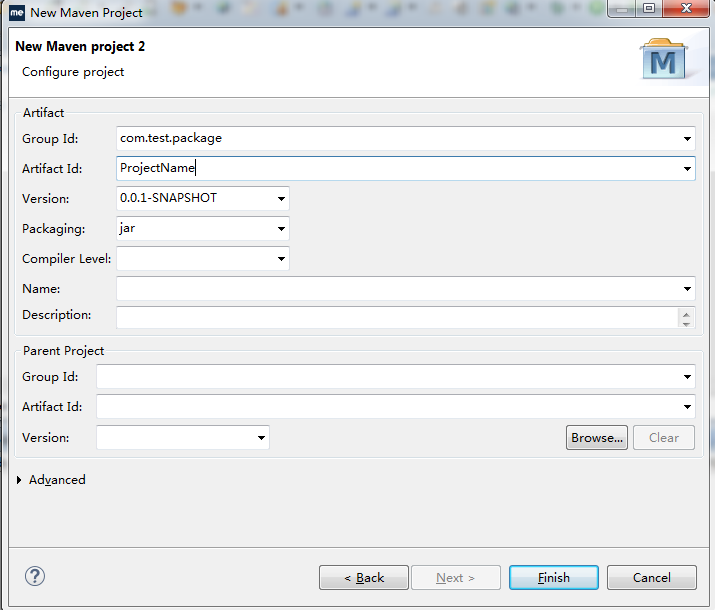 me New Maven Project
New Maven project 2
Configure project
M
Artifact
Group Id: com.test.package
Artifact Id: ProjectName
Version: 0.0.1-SNAPSHOT
Packaging: jar
Compiler Level:
Name:
Description:
Parent Project
Group Id:
Artifact Id:
Version: Browse... Clear
Advanced
? < Back Next > Finish Cancel